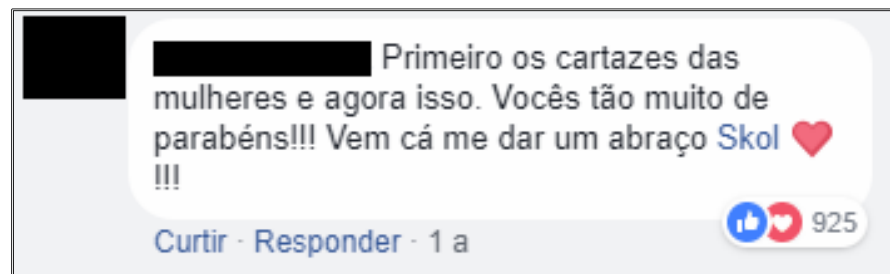 Primeiro os cartazes das
mulheres e agora isso. Vocês tão muito de
parabéns!!! Vem cá me dar um abraço Skol ❤
!!!
925
Curtir · Responder · 1 a